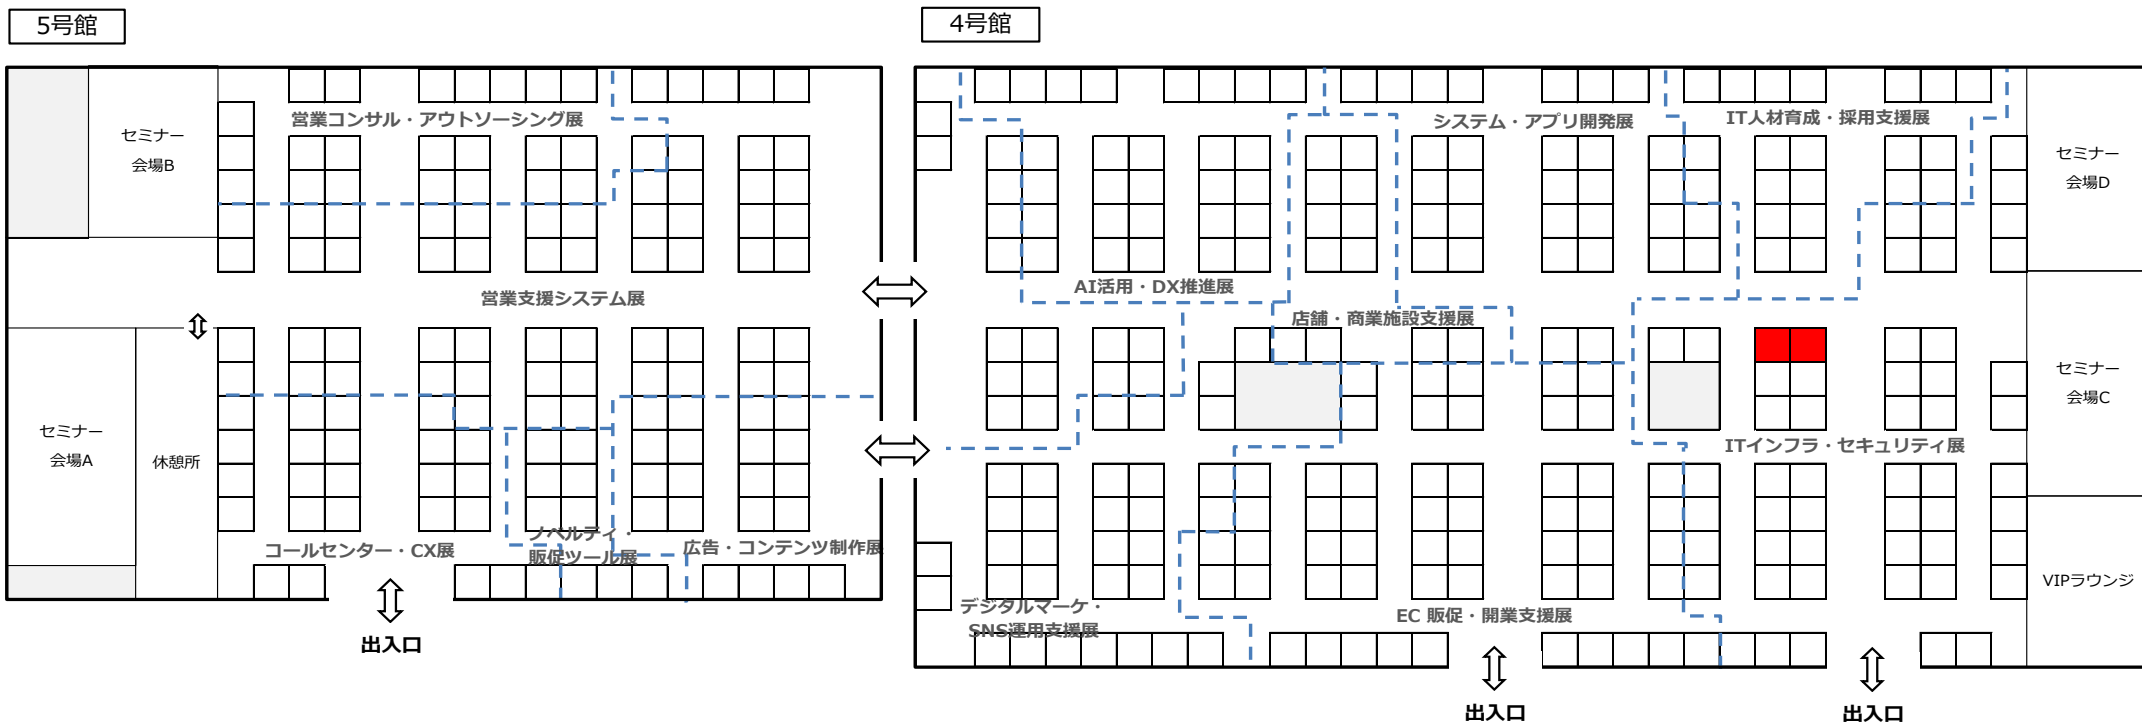 5号館
4号館
営業コンサル・アウトソーシング展
セミナー
会場B
営業支援システム展
セミナー
会場A
休憩所
コールセンター・CX展
ノベルティ・
販促ツール展
広告・コンテンツ制作展
出入口
システム・アプリ開発展
IT人材育成・採用支援展
セミナー
会場D
AI活用・DX推進展
店舗・商業施設支援展
セミナー
会場C
ITインフラ・セキュリティ展
VIPラウンジ
デジタルマーケ・
SNS運用支援展
EC 販促・開業支援展
出入口
出入口